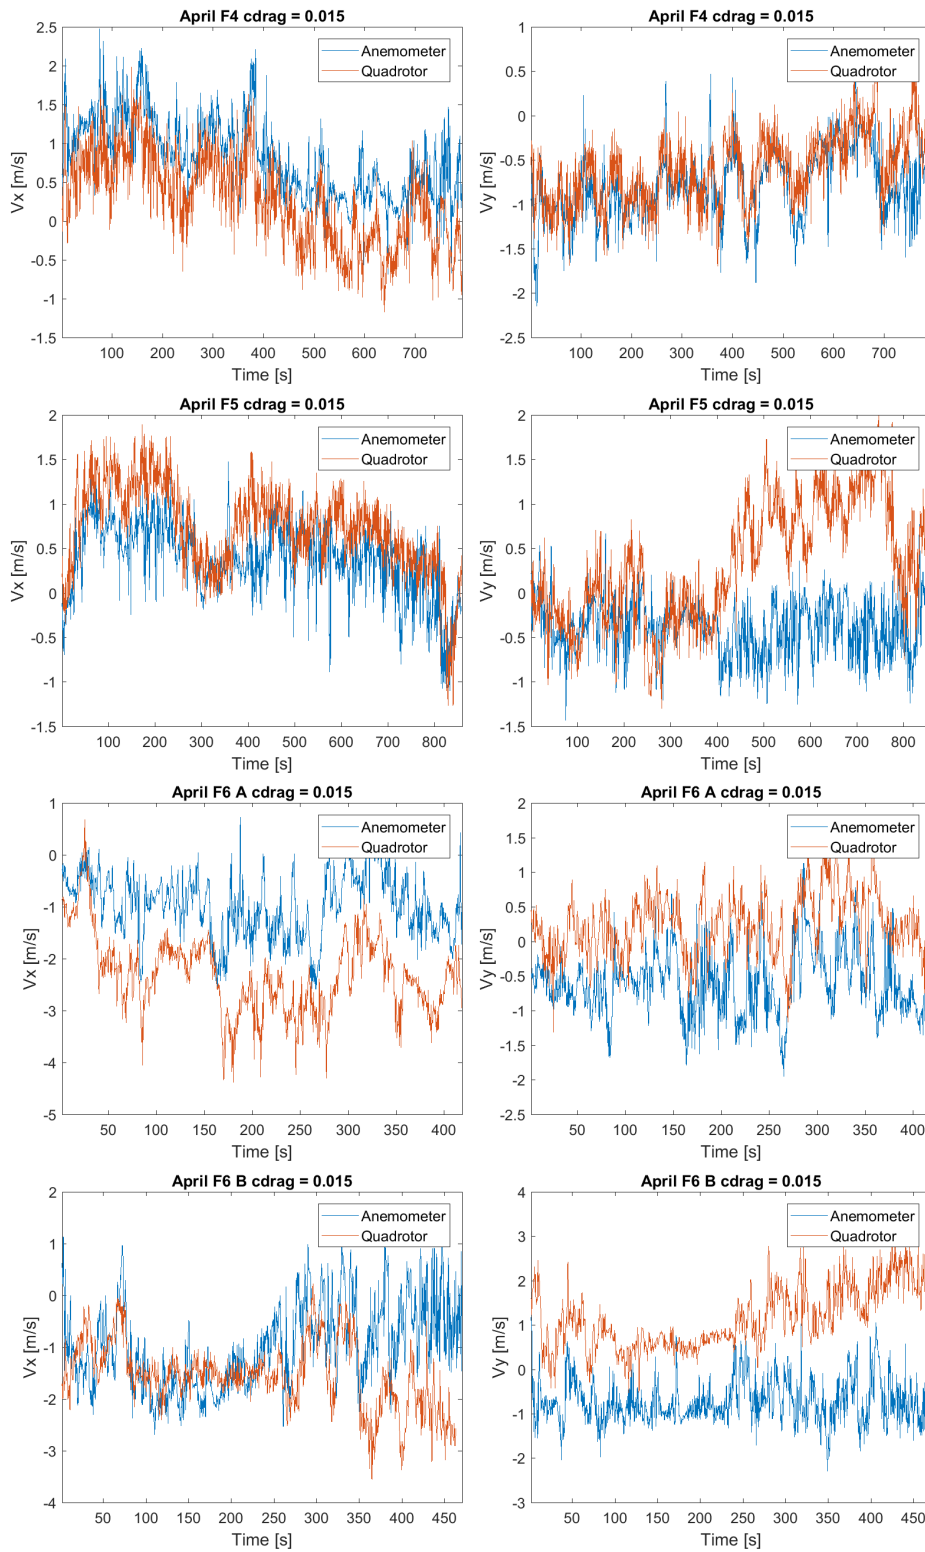 April F4 cdrag = 0.015
2.5
2
1.5
1
0.5
0
-0.5
-1
-1.5
Vx [m/s]
Anemometer
Quadrotor
100 200 300 400 500 600 700
Time [s]
April F4 cdrag = 0.015
1
0.5
0
-0.5
-1
-1.5
-2
-2.5
Vy [m/s]
Anemometer
Quadrotor
100 200 300 400 500 600 700
Time [s]
April F5 cdrag = 0.015
2
1.5
1
0.5
0
-0.5
-1
-1.5
Vx [m/s]
Anemometer
Quadrotor
100 200 300 400 500 600 700 800
Time [s]
April F5 cdrag = 0.015
2
1.5
1
0.5
0
-0.5
-1
-1.5
Vy [m/s]
Anemometer
Quadrotor
100 200 300 400 500 600 700 800
Time [s]
April F6 A cdrag = 0.015
1
0
-1
-2
-3
-4
-5
Vx [m/s]
Anemometer
Quadrotor
50 100 150 200 250 300 350 400
Time [s]
April F6 A cdrag = 0.015
2
1.5
1
0.5
0
-0.5
-1
-1.5
-2
-2.5
Vy [m/s]
Anemometer
Quadrotor
50 100 150 200 250 300 350 400
Time [s]
April F6 B cdrag = 0.015
2
1
0
-1
-2
-3
-4
Vx [m/s]
Anemometer
Quadrotor
50 100 150 200 250 300 350 400 450
Time [s]
April F6 B cdrag = 0.015
4
3
2
1
0
-1
-2
-3
Vy [m/s]
Anemometer
Quadrotor
50 100 150 200 250 300 350 400 450
Time [s]